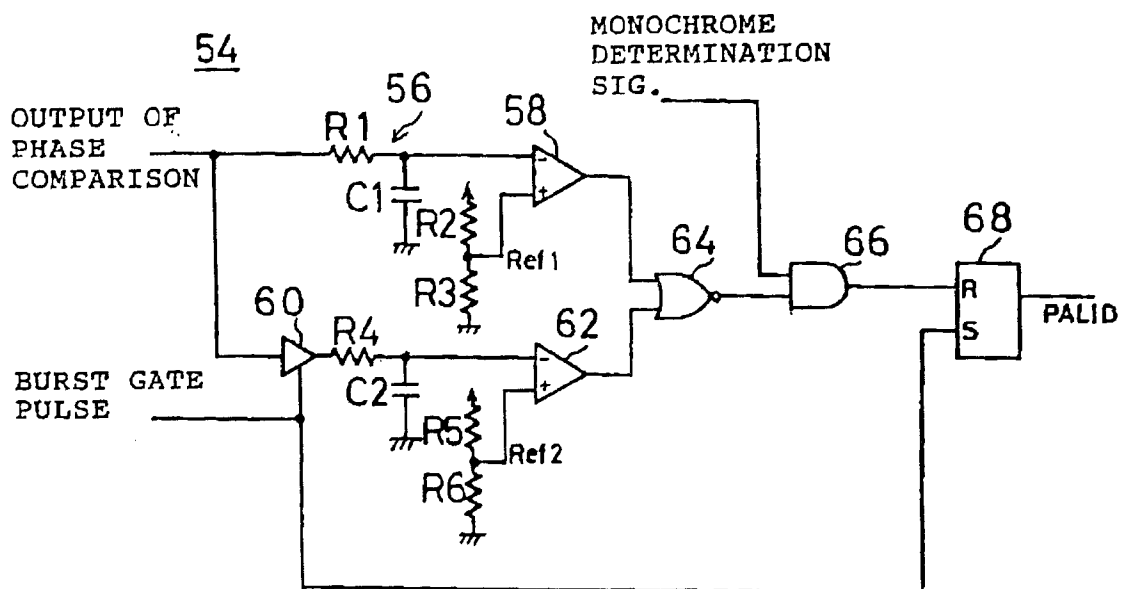 54
MONOCHROME
DETERMINATION
SIG.
OUTPUT OF
PHASE
COMPARISON
R1
56
58
C1
R2
Ref1
R3
64
66
68
R
S
PALID
60
R4
62
C2
R5
Ref2
R6
BURST GATE
PULSE